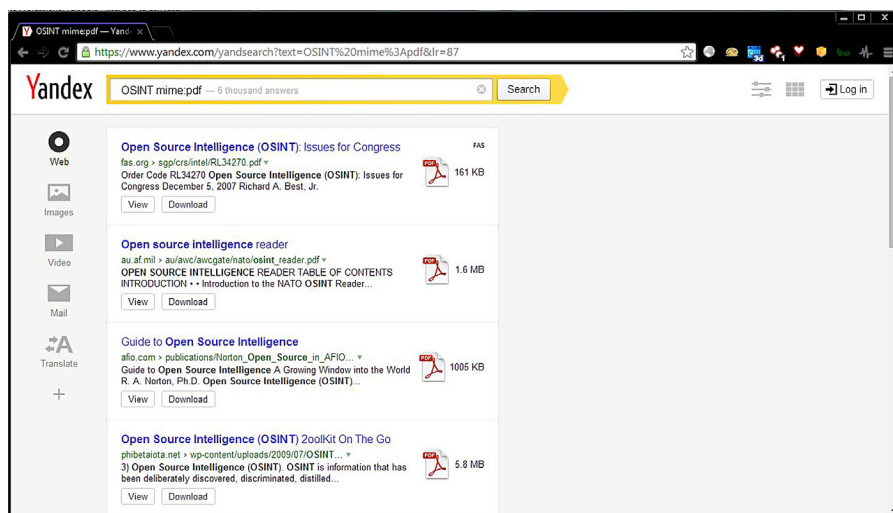 OSINT mime:pdf — Yand
https://www.yandex.com/yandsearch?text=OSINT%20mime%3Apdf&lr=87
3d
1
Yandex
OSINT mime:pdf — 6 thousand answers
Search
Log in
Web
Images
Video
Mail
Translate
Open Source Intelligence (OSINT): Issues for Congress
FAS
fas.org › sgp/crs/intel/RL34270.pdf
Order Code RL34270 Open Source Intelligence (OSINT): Issues for
Congress December 5, 2007 Richard A. Best, Jr.
PDF
161 KB
View
Download
Open source intelligence reader
au.af.mil › au/awc/awcgate/nato/osint_reader.pdf
OPEN SOURCE INTELLIGENCE READER TABLE OF CONTENTS
INTRODUCTION • • Introduction to the NATO OSINT Reader...
PDF
1.6 MB
View
Download
Guide to Open Source Intelligence
afio.com › publications/Norton_Open_Source_in_AFIO...
Guide to Open Source Intelligence A Growing Window into the World
R. A. Norton, Ph.D. Open Source Intelligence (OSINT)...
PDF
1005 KB
View
Download
Open Source Intelligence (OSINT) 2oolKit On The Go
phibetaiota.net › wp-content/uploads/2009/07/OSINT...
3) Open Source Intelligence (OSINT). OSINT is information that has
been deliberately discovered, discriminated, distilled...
PDF
5.8 MB
View
Download